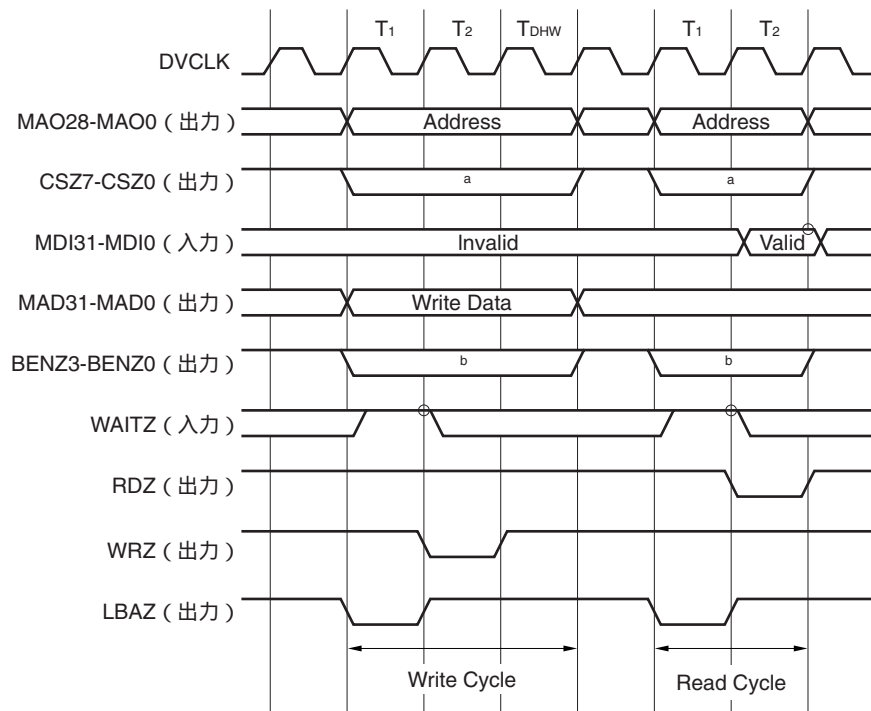 T1 T2 TDHW T1 T2
DVCLK
MAO28-MAO0（出力） Address Address
CSZ7-CSZ0（出力） a a
MDI31-MDI0（入力） Invalid Valid
MAD31-MAD0（出力） Write Data
BENZ3-BENZ0（出力） b b
WAITZ（入力）
RDZ（出力）
WRZ（出力）
LBAZ（出力）
Write Cycle Read Cycle